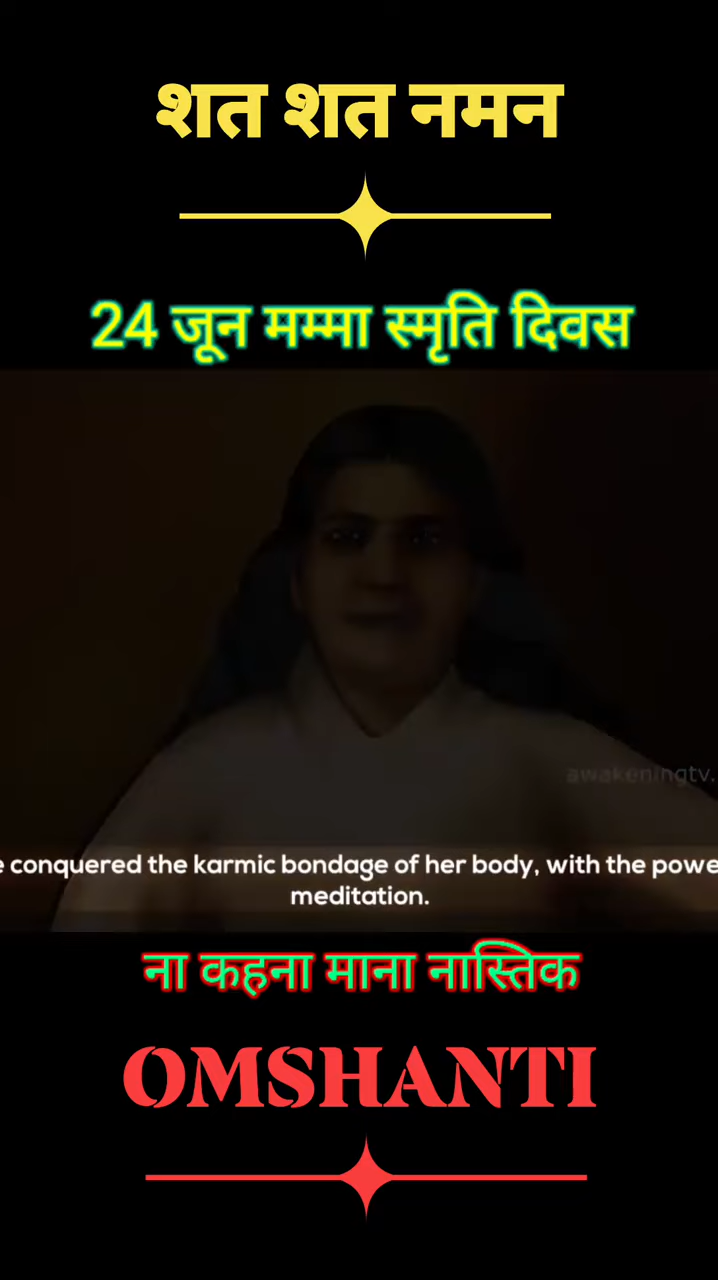 शत शत नमन
24 जून मम्मा स्मृति दिवस
awakeningtv.
e conquered the karmic bondage of her body, with the powe
meditation.
ना कहना माना नास्तिक
OMSHANTI